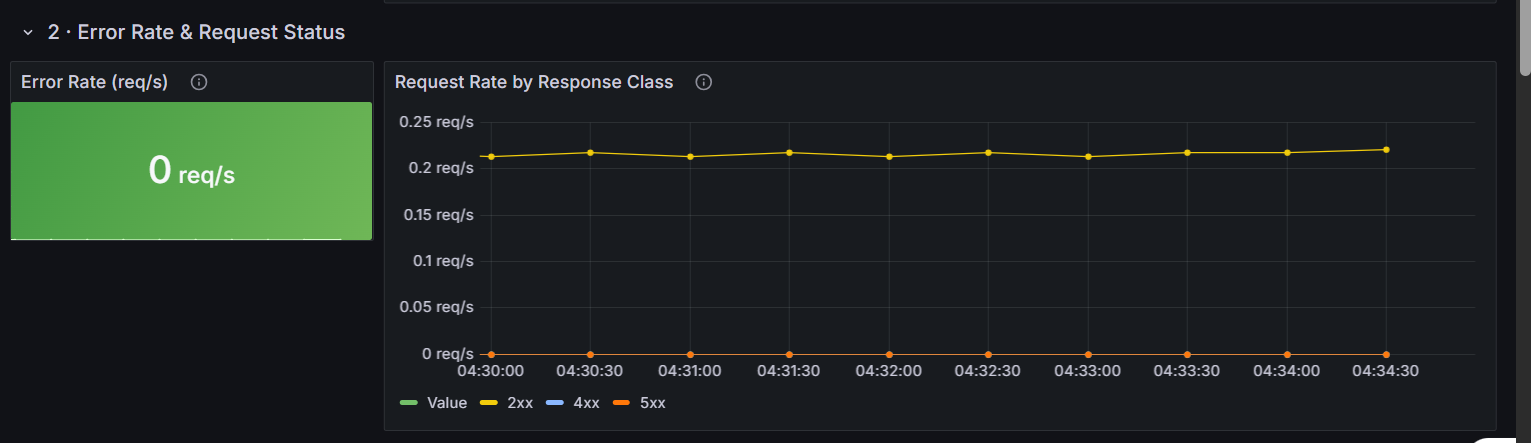 2 · Error Rate & Request Status
Error Rate (req/s)
0 req/s
Request Rate by Response Class
0.25 req/s
0.2 req/s
0.15 req/s
0.1 req/s
0.05 req/s
0 req/s
04:30:00 04:30:30 04:31:00 04:31:30 04:32:00 04:32:30 04:33:00 04:33:30 04:34:00 04:34:30
Value 2xx 4xx 5xx